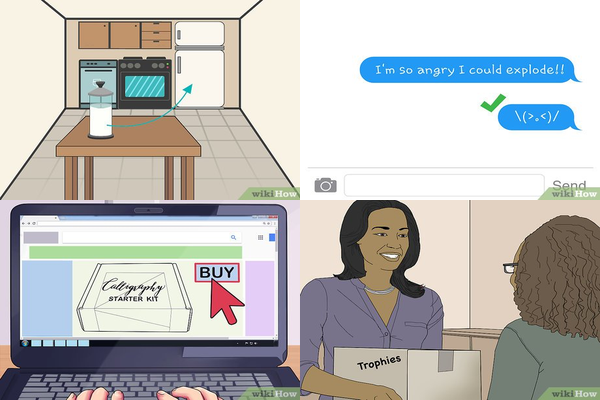 wikiHow
I'm so angry I could explode!!
\(>｡<)/
Send
wikiHow
Calligraphy
STARTER KIT
BUY
wikiHow
Trophies
wikiHow